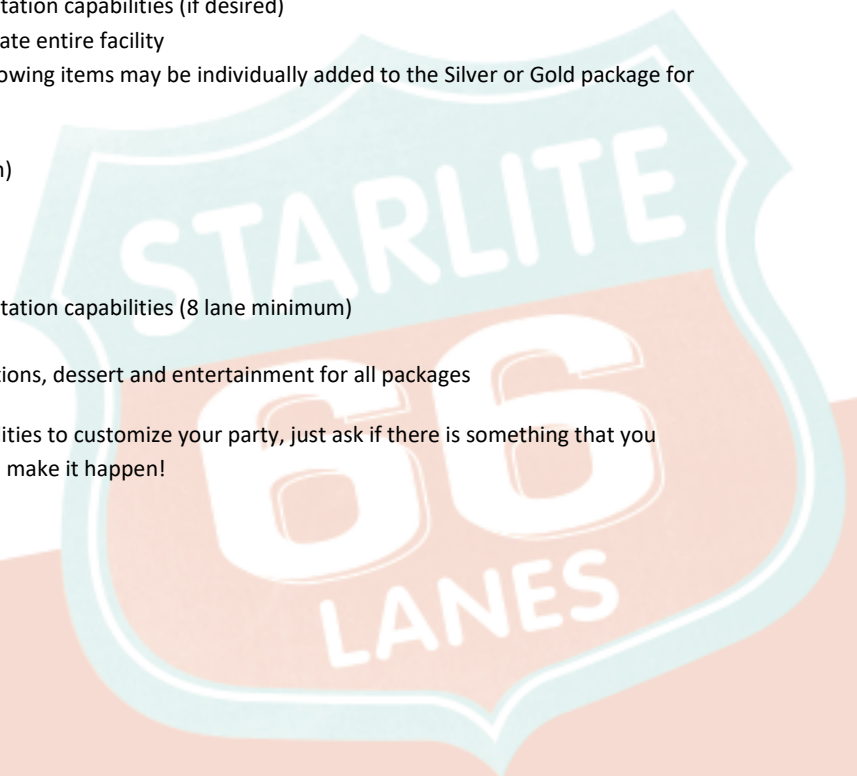 tation capabilities (if desired)
ate entire facility
owing items may be individually added to the Silver or Gold package for
n)
tation capabilities (8 lane minimum)
tions, dessert and entertainment for all packages
ities to customize your party, just ask if there is something that you
make it happen!
STARLITE
66
LANES